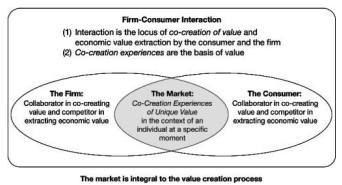 Firm-Consumer Interaction
(1) Interaction is the locus of co-creation of value and
economic value extraction by the consumer and the firm
(2) Co-creation experiences are the basis of value
The Firm:
Collaborator in co-creating
value and competitor in
extracting economic value
The Market:
Co-Creation Experiences
of Unique Value
in the context of an
individual at a specific
moment
The Consumer:
Collaborator in co-creating
value and competitor in
extracting economic value
The market is integral to the value creation process